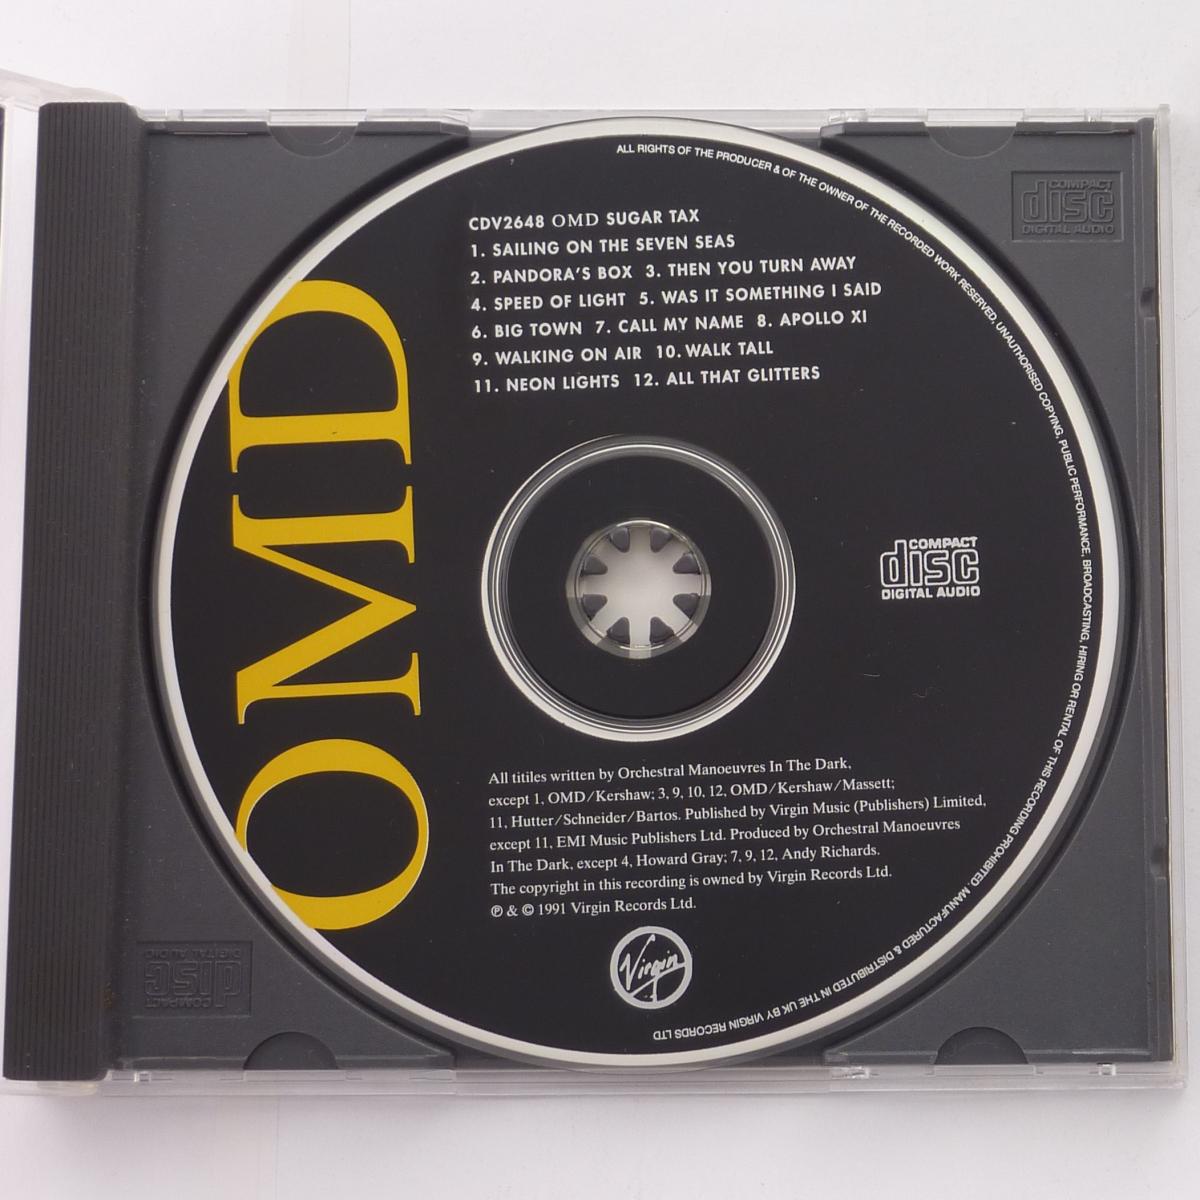 CDV2648 OMD SUGAR TAX
1. SAILING ON THE SEVEN SEAS
2. PANDORA'S BOX 3. THEN YOU TURN AWAY
4. SPEED OF LIGHT 5. WAS IT SOMETHING I SAID
6. BIG TOWN 7. CALL MY NAME 8. APOLLO XI
9. WALKING ON AIR 10. WALK TALL
11. NEON LIGHTS 12. ALL THAT GLITTERS
OMD
COMPACT
disc
DIGITAL AUDIO
All titiles written by Orchestral Manoeuvres In The Dark,
except 1, OMD/Kershaw; 3, 9, 10, 12, OMD/Kershaw/Massett;
11, Hutter/Schneider/Bartos. Published by Virgin Music (Publishers) Limited,
except 11, EMI Music Publishers Ltd. Produced by Orchestral Manoeuvres
In The Dark, except 4, Howard Gray; 7, 9, 12, Andy Richards.
The copyright in this recording is owned by Virgin Records Ltd.
℗ & © 1991 Virgin Records Ltd.
Virgin
ALL RIGHTS OF THE PRODUCER & OF THE OWNER OF THE RECORDED WORK RESERVED, UNAUTHORISED COPYING, PUBLIC PERFORMANCE, BROADCASTING, HIRING OR RENTAL OF THIS RECORDING PROHIBITED. MANUFACTURED & DISTRIBUTED IN THE UK BY VIRGIN RECORDS LTD
COMPACT
disc
DIGITAL AUDIO
COMPACT
disc
DIGITAL AUDIO